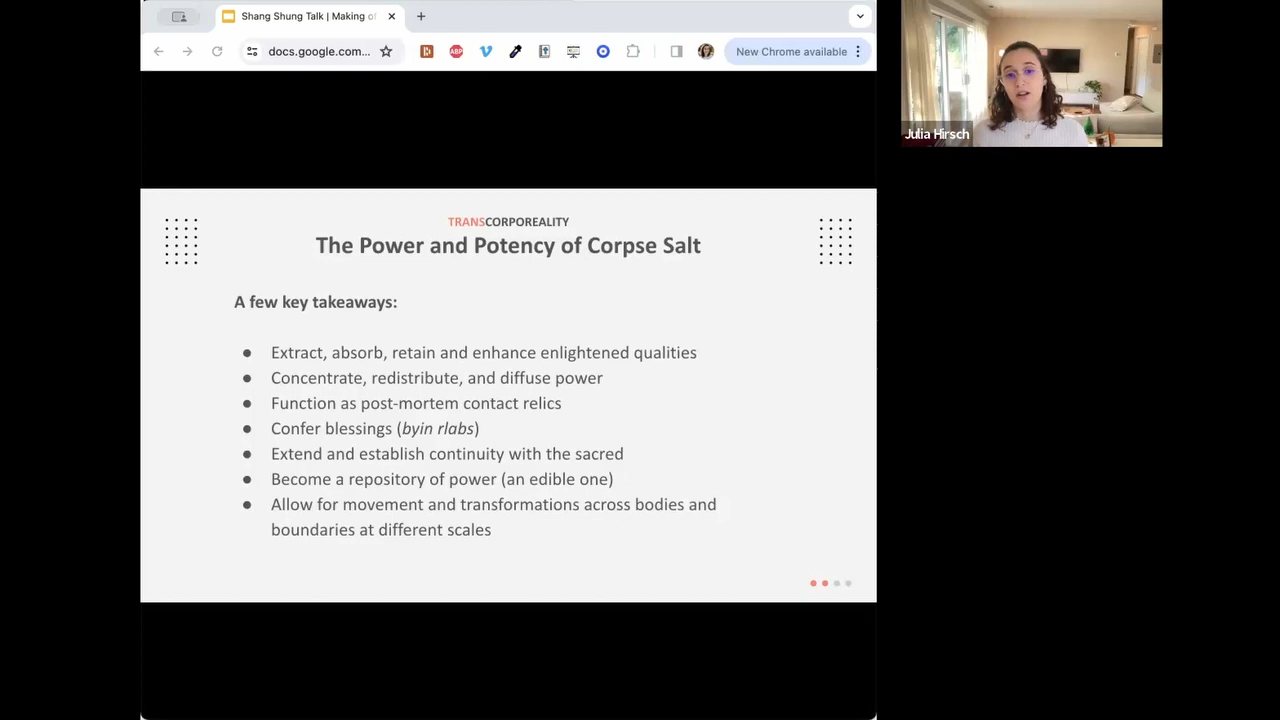 Shang Shung Talk | Making of
docs.google.com...
ABP
New Chrome available
Julia Hirsch
TRANSCORPOREALITY
The Power and Potency of Corpse Salt
A few key takeaways:
● Extract, absorb, retain and enhance enlightened qualities
● Concentrate, redistribute, and diffuse power
● Function as post-mortem contact relics
● Confer blessings (byin rlabs)
● Extend and establish continuity with the sacred
● Become a repository of power (an edible one)
● Allow for movement and transformations across bodies and
boundaries at different scales